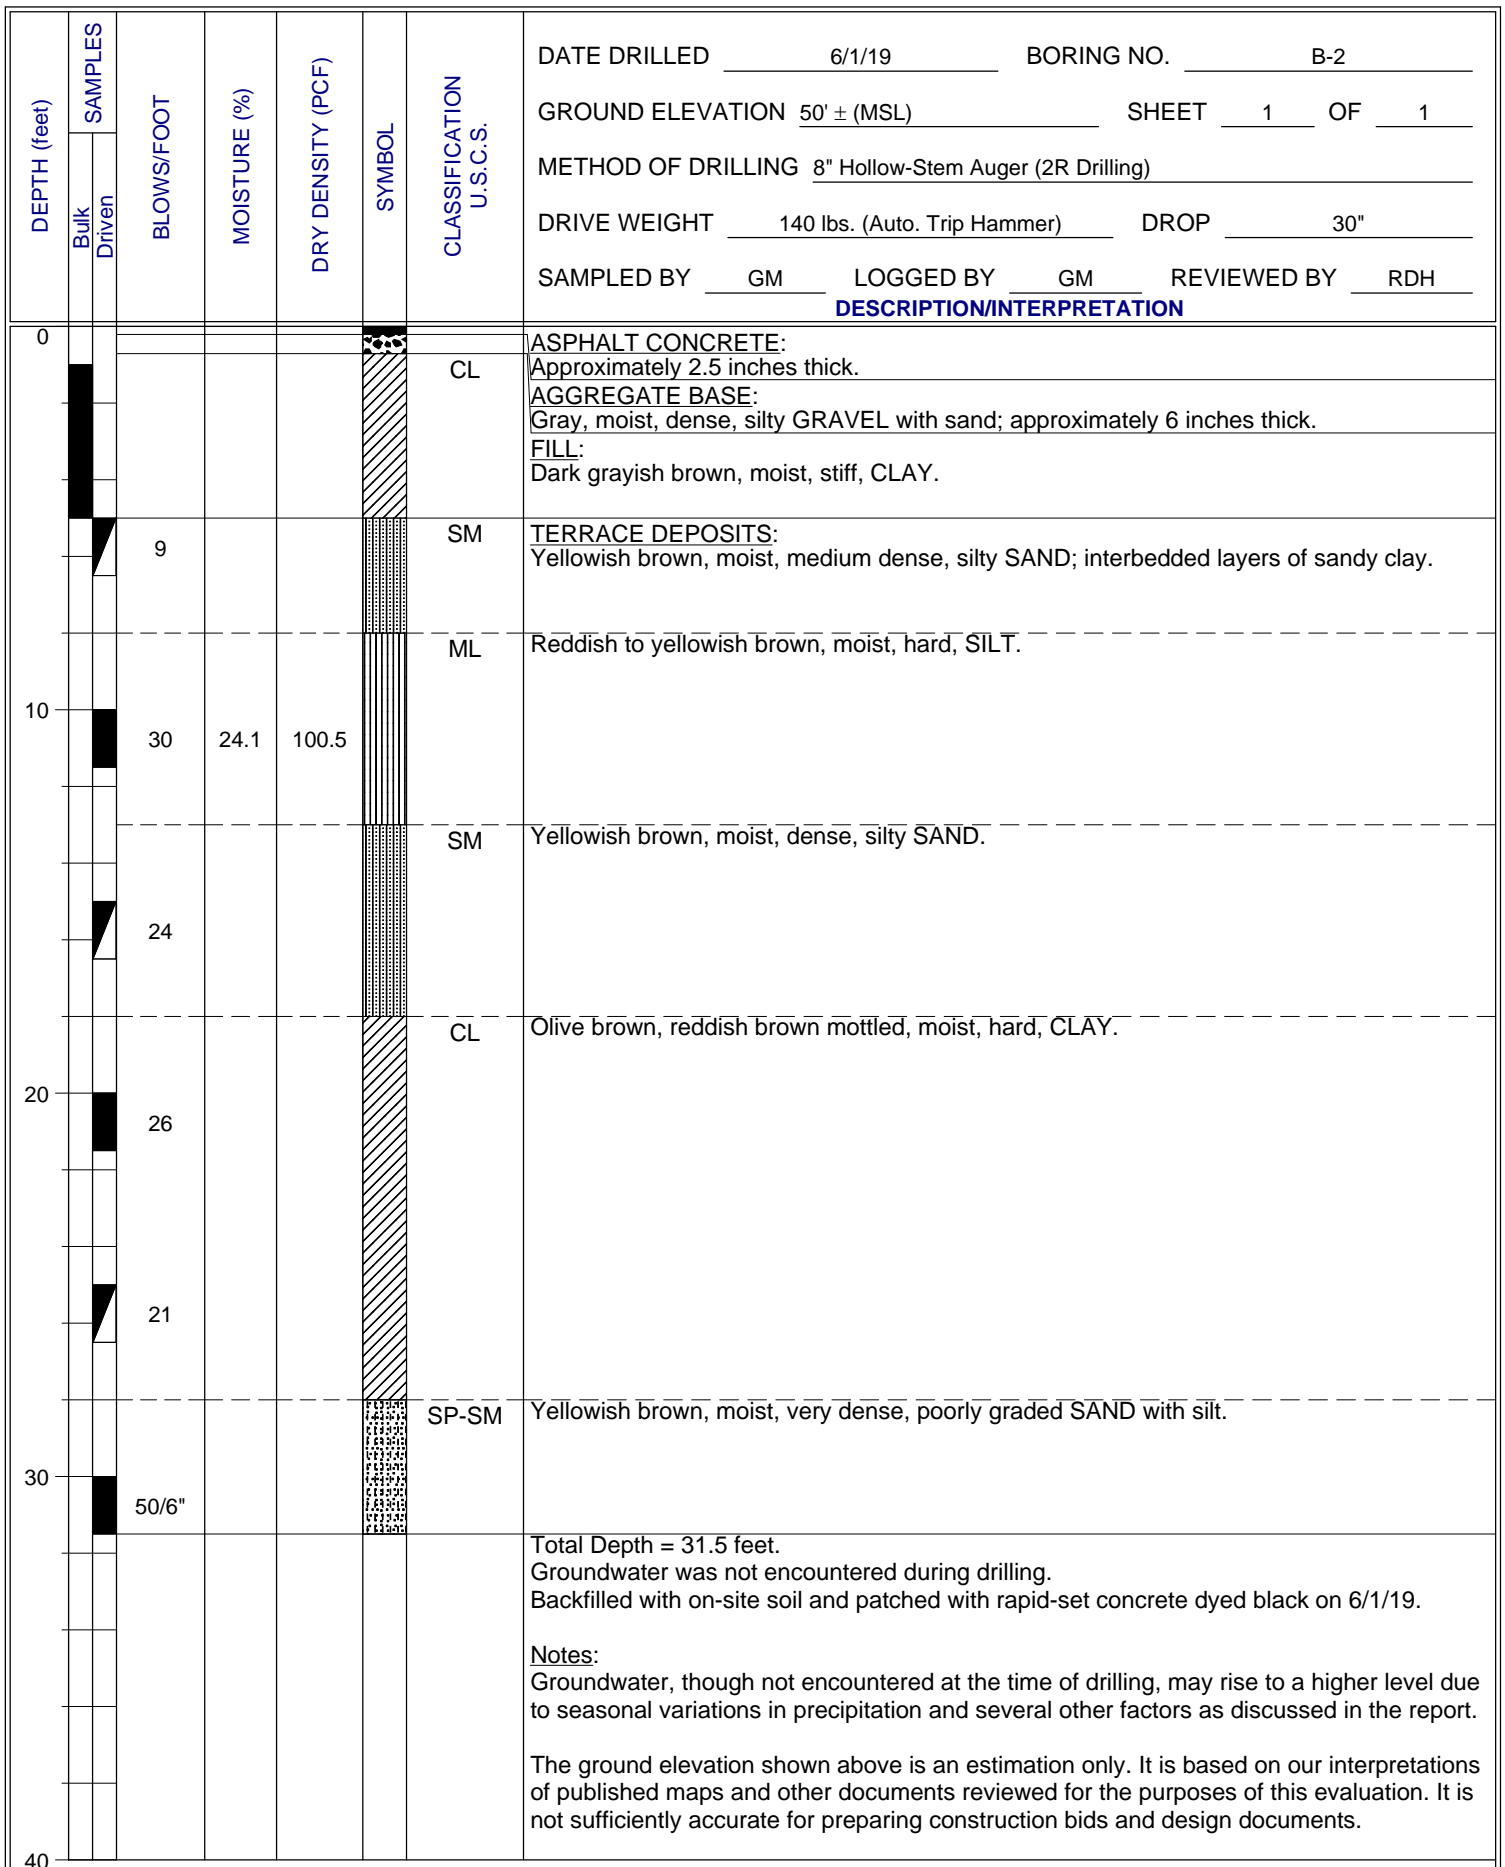 DEPTH (feet)
SAMPLES
Bulk
Driven
BLOWS/FOOT
MOISTURE (%)
DRY DENSITY (PCF)
SYMBOL
CLASSIFICATION
U.S.C.S.
DATE DRILLED 6/1/19 BORING NO. B-2
GROUND ELEVATION 50' ± (MSL) SHEET 1 OF 1
METHOD OF DRILLING 8" Hollow-Stem Auger (2R Drilling)
DRIVE WEIGHT 140 lbs. (Auto. Trip Hammer) DROP 30"
SAMPLED BY GM LOGGED BY GM REVIEWED BY RDH
DESCRIPTION/INTERPRETATION
0
ASPHALT CONCRETE:
CL Approximately 2.5 inches thick.
AGGREGATE BASE:
Gray, moist, dense, silty GRAVEL with sand; approximately 6 inches thick.
FILL:
Dark grayish brown, moist, stiff, CLAY.
SM TERRACE DEPOSITS:
9 Yellowish brown, moist, medium dense, silty SAND; interbedded layers of sandy clay.
ML Reddish to yellowish brown, moist, hard, SILT.
10
30 24.1 100.5
SM Yellowish brown, moist, dense, silty SAND.
24
CL Olive brown, reddish brown mottled, moist, hard, CLAY.
20
26
21
SP-SM Yellowish brown, moist, very dense, poorly graded SAND with silt.
30
50/6"
Total Depth = 31.5 feet.
Groundwater was not encountered during drilling.
Backfilled with on-site soil and patched with rapid-set concrete dyed black on 6/1/19.
Notes:
Groundwater, though not encountered at the time of drilling, may rise to a higher level due
to seasonal variations in precipitation and several other factors as discussed in the report.
The ground elevation shown above is an estimation only. It is based on our interpretations
of published maps and other documents reviewed for the purposes of this evaluation. It is
not sufficiently accurate for preparing construction bids and design documents.
40